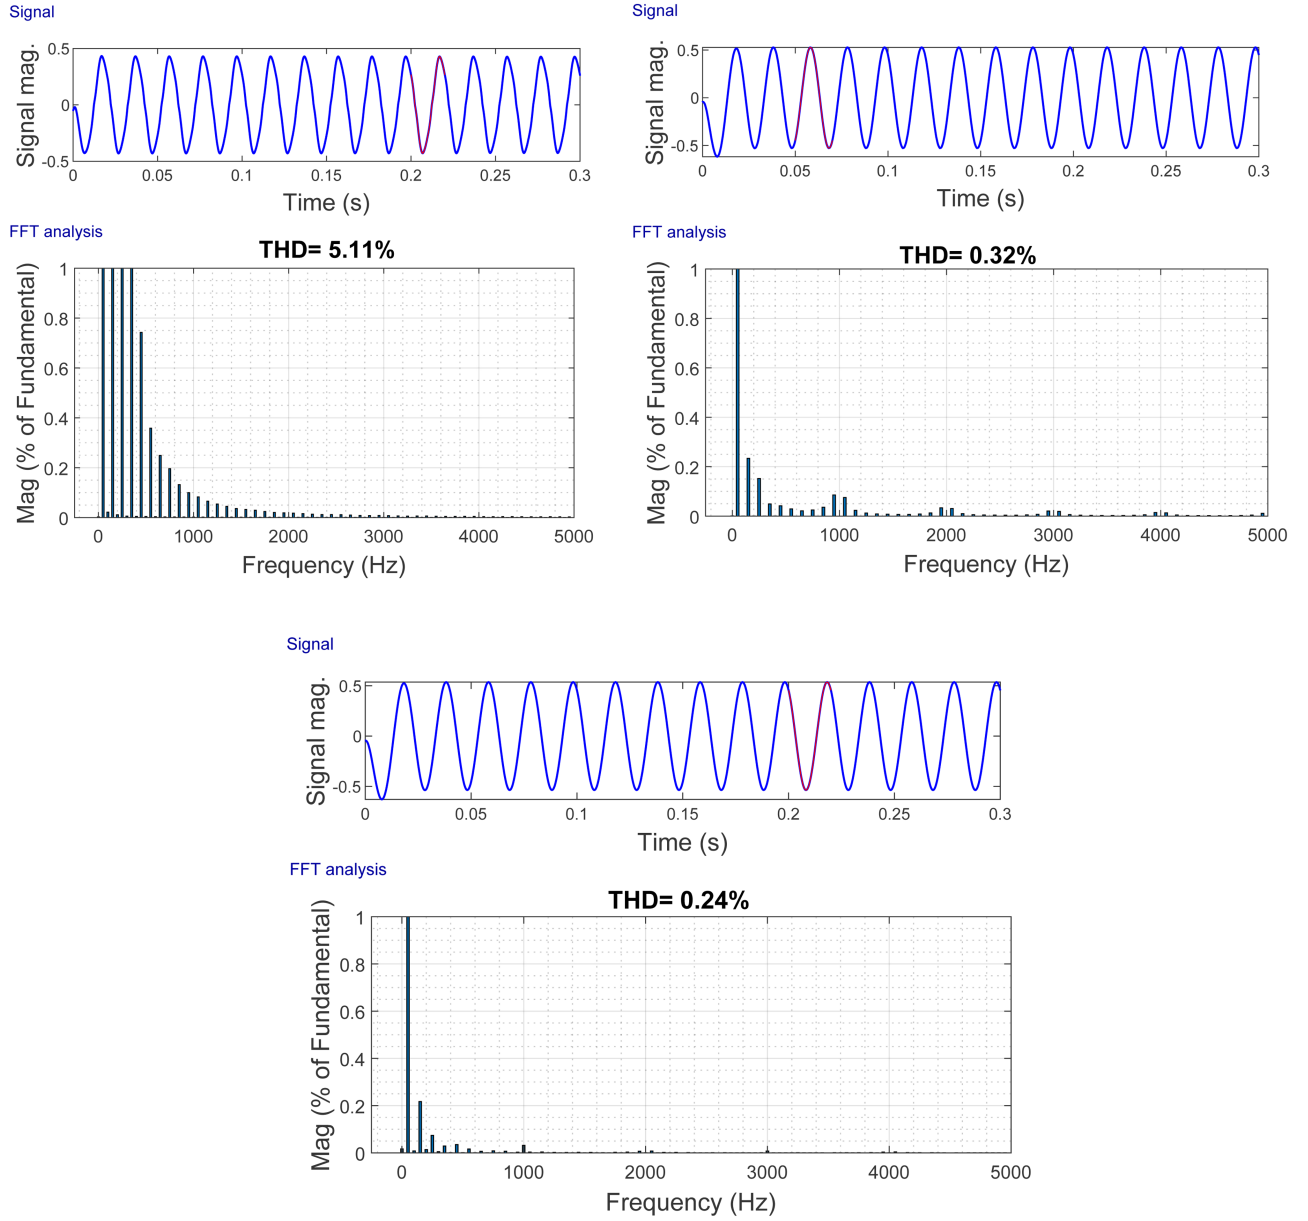 Signal
0.5
0
-0.5
Signal mag.
0 0.05 0.1 0.15 0.2 0.25 0.3
Time (s)
FFT analysis
THD= 5.11%
1
0.8
0.6
0.4
0.2
0
Mag (% of Fundamental)
0 1000 2000 3000 4000 5000
Frequency (Hz)
Signal
0.5
0
-0.5
Signal mag.
0 0.05 0.1 0.15 0.2 0.25 0.3
Time (s)
FFT analysis
THD= 0.32%
1
0.8
0.6
0.4
0.2
0
Mag (% of Fundamental)
0 1000 2000 3000 4000 5000
Frequency (Hz)
Signal
0.5
0
-0.5
Signal mag.
0 0.05 0.1 0.15 0.2 0.25 0.3
Time (s)
FFT analysis
THD= 0.24%
1
0.8
0.6
0.4
0.2
0
Mag (% of Fundamental)
0 1000 2000 3000 4000 5000
Frequency (Hz)